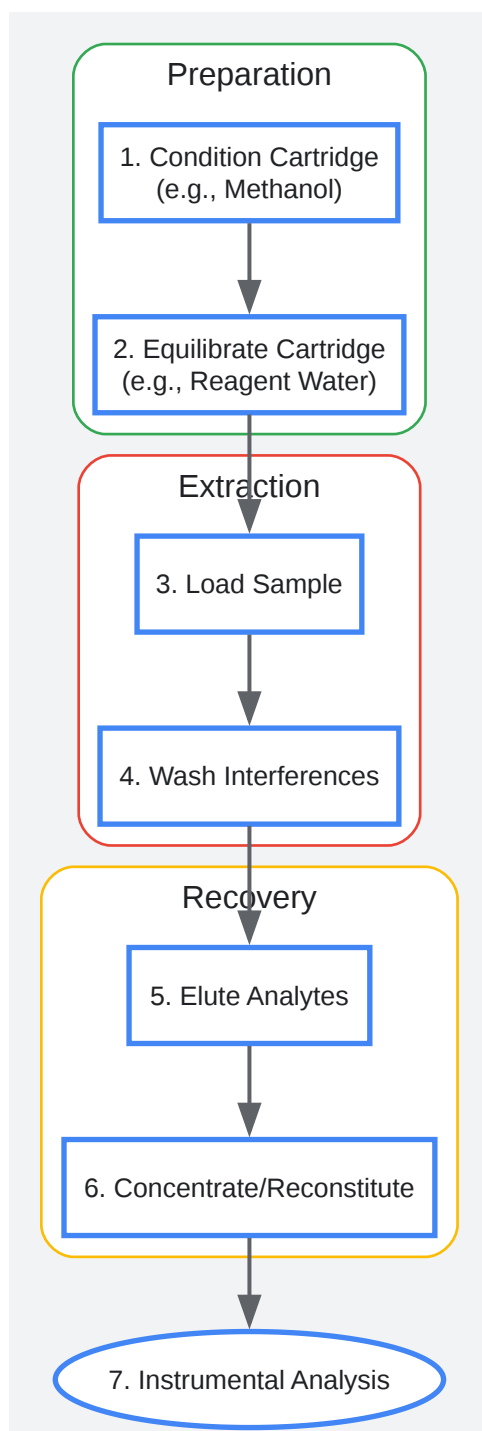 Preparation
1. Condition Cartridge
(e.g., Methanol)
2. Equilibrate Cartridge
(e.g., Reagent Water)
Extraction
3. Load Sample
4. Wash Interferences
Recovery
5. Elute Analytes
6. Concentrate/Reconstitute
7. Instrumental Analysis